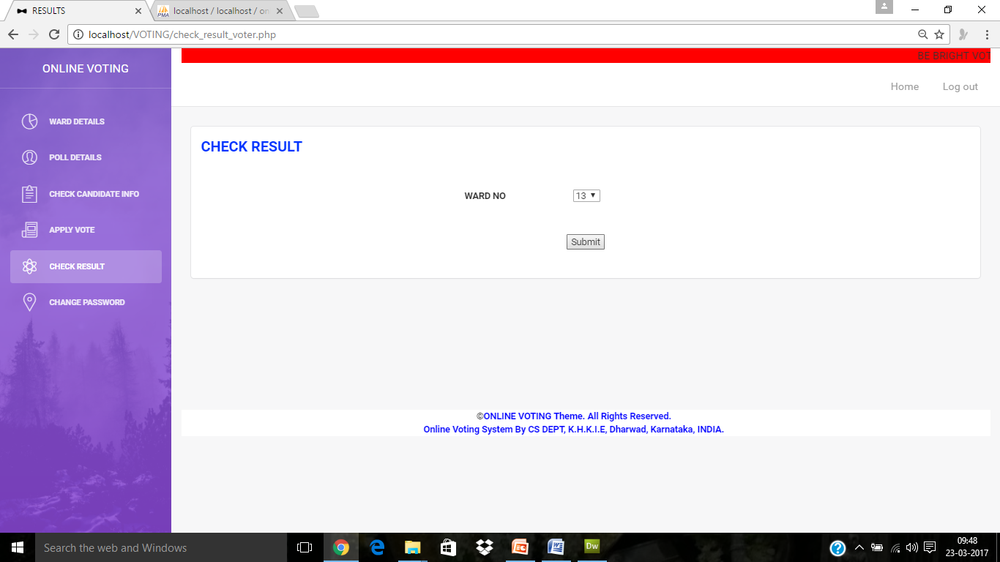 RESULTS
localhost / localhost / on
localhost/VOTING/check_result_voter.php
ONLINE VOTING
BE BRIGHT VOT
Home Log out
WARD DETAILS
POLL DETAILS
CHECK CANDIDATE INFO
APPLY VOTE
CHECK RESULT
CHANGE PASSWORD
CHECK RESULT
WARD NO 13
Submit
©ONLINE VOTING Theme. All Rights Reserved.
Online Voting System By CS DEPT, K.H.K.I.E, Dharwad, Karnataka, INDIA.
Search the web and Windows
Dw
09:48
23-03-2017